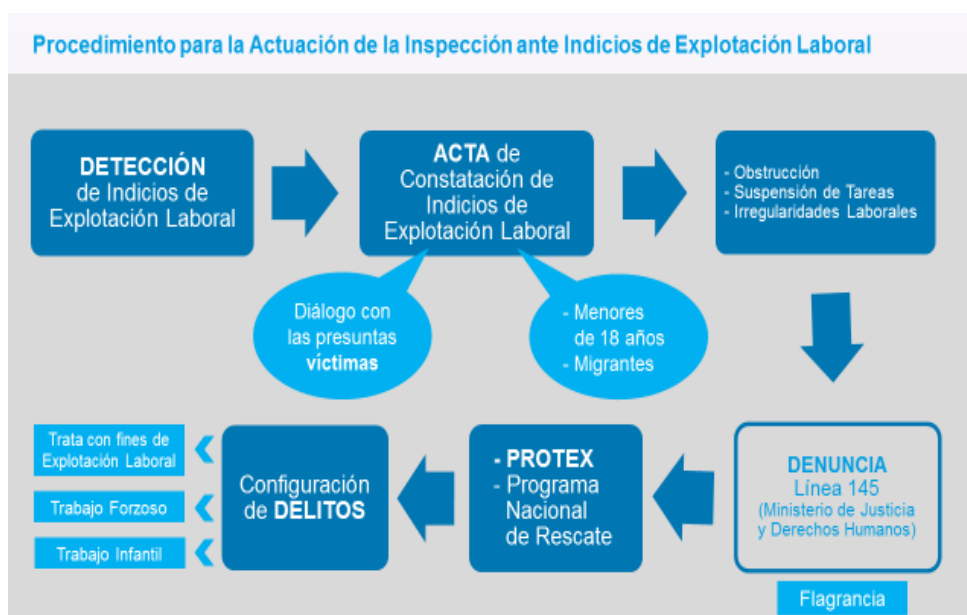 Procedimiento para la Actuación de la Inspección ante Indicios de Explotación Laboral
DETECCIÓN
de Indicios de
Explotación Laboral
ACTA de
Constatación de
Indicios de
Explotación Laboral
- Obstrucción
- Suspensión de Tareas
- Irregularidades Laborales
Diálogo con
las presuntas
víctimas
- Menores
de 18 años
- Migrantes
DENUNCIA
Línea 145
(Ministerio de Justicia
y Derechos Humanos)
Flagrancia
- PROTEX
- Programa
Nacional
de Rescate
Configuración
de DELITOS
Trata con fines de
Explotación Laboral
Trabajo Forzoso
Trabajo Infantil